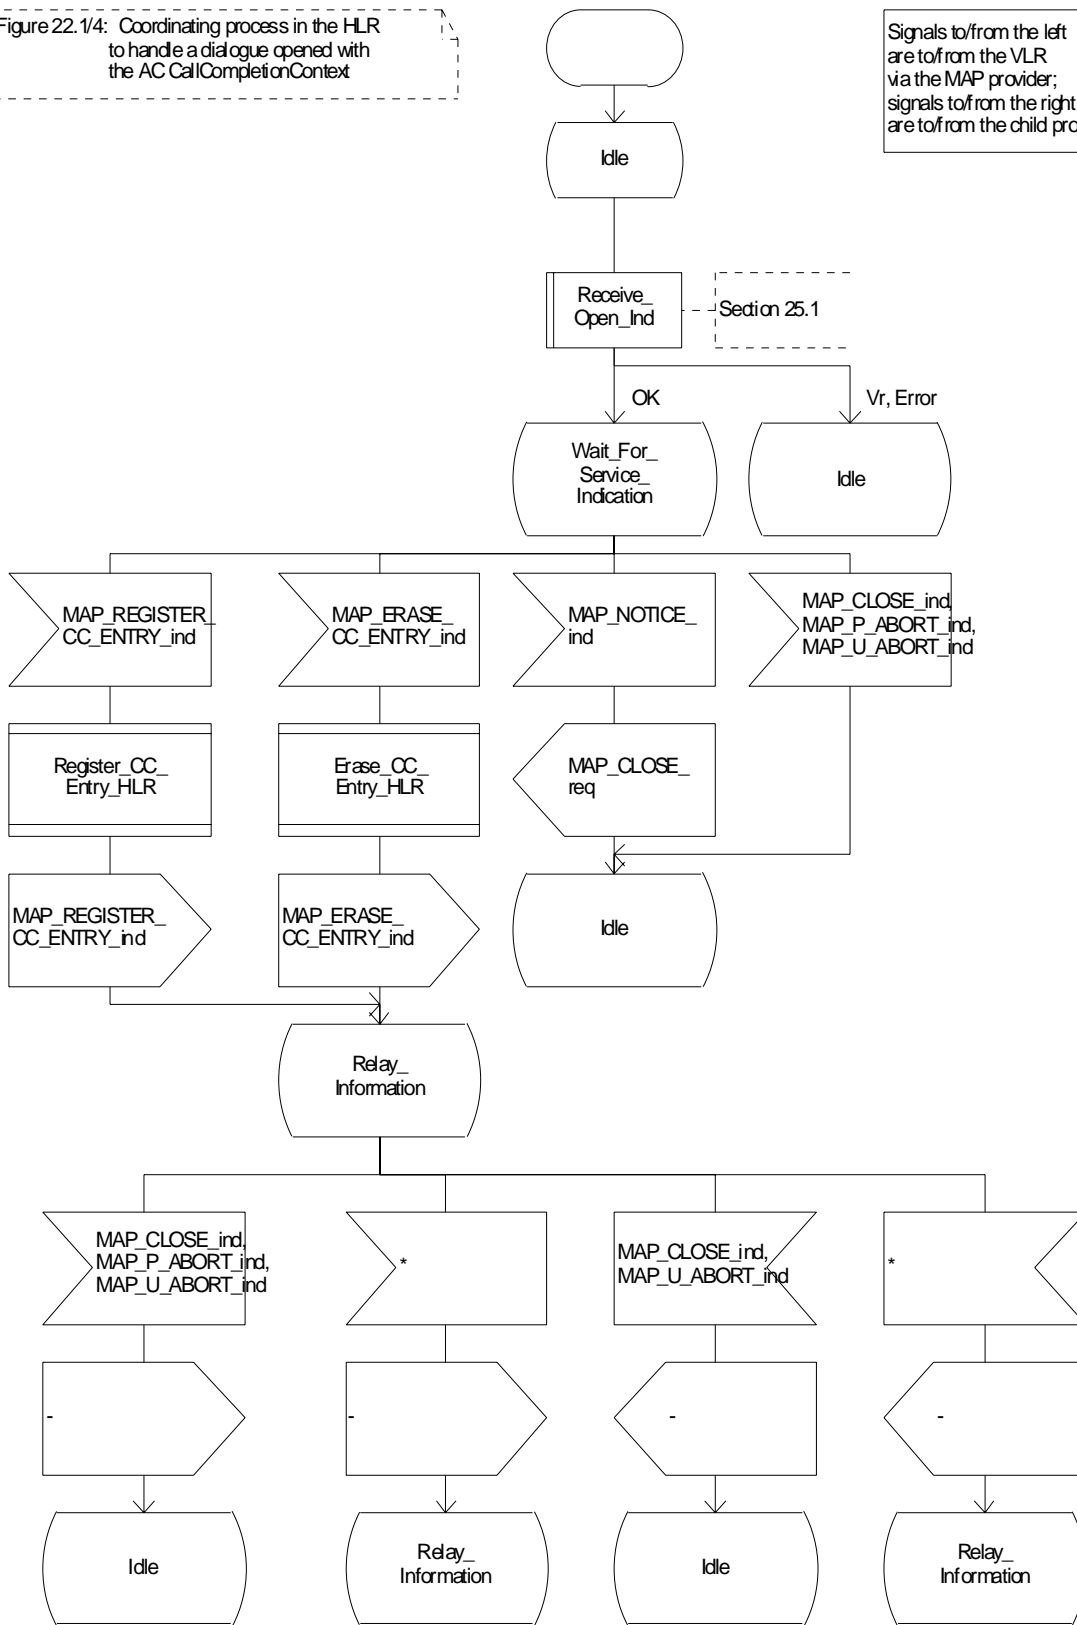 Figure 22.1/4: Coordinating process in the HLR
to handle a dialogue opened with
the AC CallCompletionContext
Signals to/from the left
are to/from the VLR
via the MAP provider;
signals to/from the right
are to/from the child pro
Idle
Receive_
Open_Ind
Section 25.1
OK
Vr, Error
Wait_For_
Service_
Indication
Idle
MAP_REGISTER_
CC_ENTRY_ind
MAP_ERASE_
CC_ENTRY_ind
MAP_NOTICE_
ind
MAP_CLOSE_ind,
MAP_P_ABORT_ind,
MAP_U_ABORT_ind
Register_CC_
Entry_HLR
Erase_CC_
Entry_HLR
MAP_CLOSE_
req
MAP_REGISTER_
CC_ENTRY_ind
MAP_ERASE_
CC_ENTRY_ind
Idle
Relay_
Information
MAP_CLOSE_ind,
MAP_P_ABORT_ind,
MAP_U_ABORT_ind
*
MAP_CLOSE_ind,
MAP_U_ABORT_ind
*
-
-
-
-
Idle
Relay_
Information
Idle
Relay_
Information